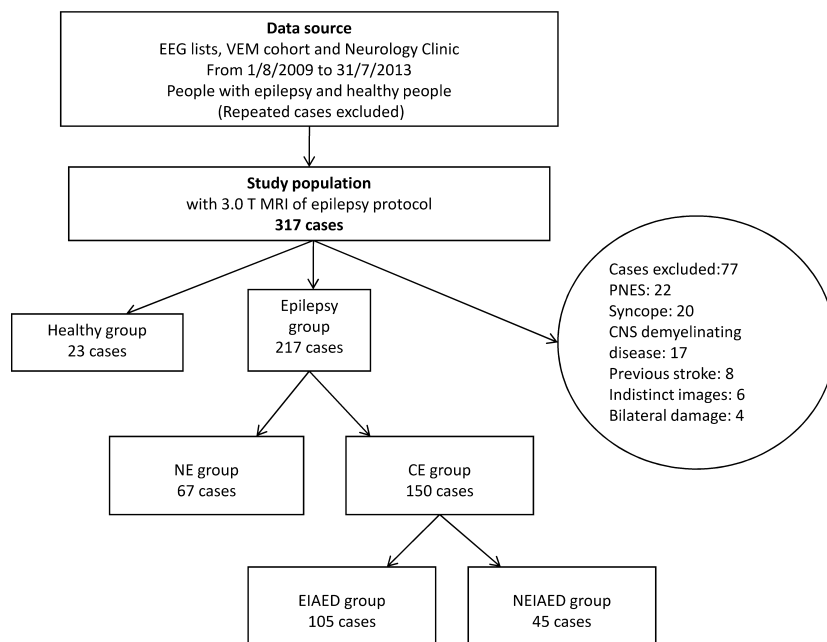 Data source
EEG lists, VEM cohort and Neurology Clinic
From 1/8/2009 to 31/7/2013
People with epilepsy and healthy people
(Repeated cases excluded)
Study population
with 3.0 T MRI of epilepsy protocol
317 cases
Healthy group
23 cases
Epilepsy
group
217 cases
Cases excluded:77
PNES: 22
Syncope: 20
CNS demyelinating
disease: 17
Previous stroke: 8
Indistinct images: 6
Bilateral damage: 4
NE group
67 cases
CE group
150 cases
EIAED group
105 cases
NEIAED group
45 cases